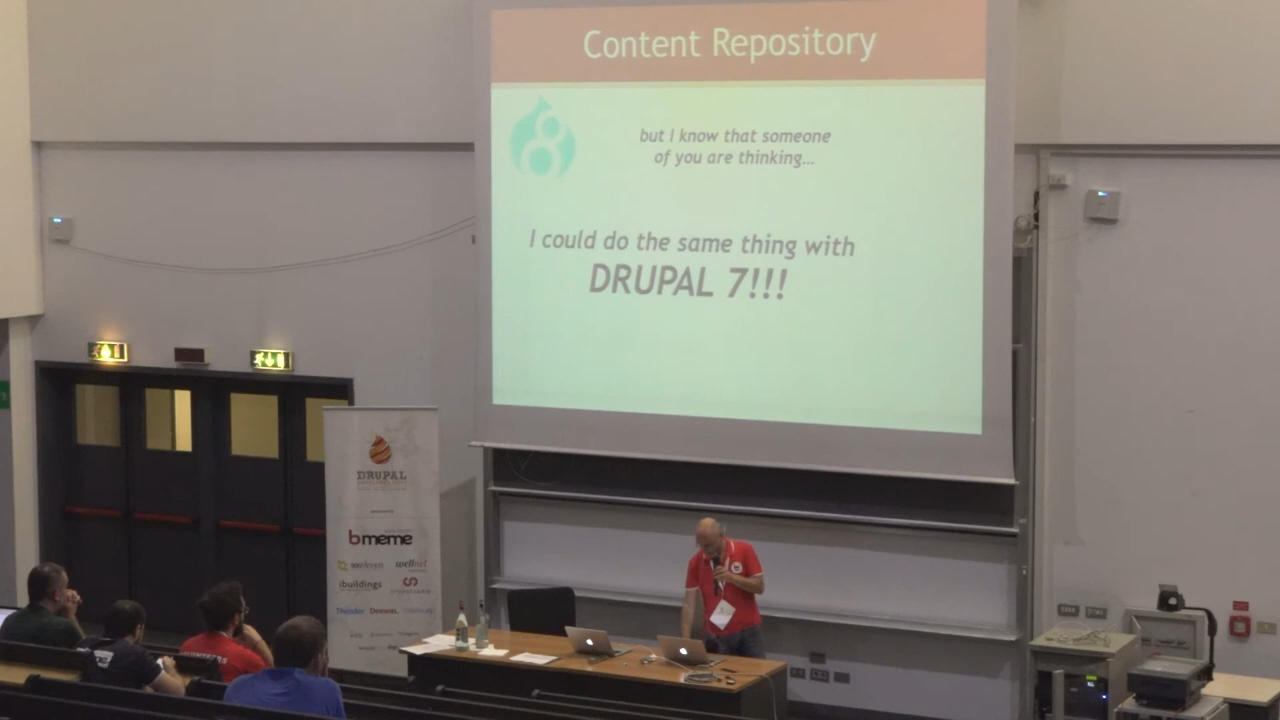 Content Repository
8
but I know that someone
of you are thinking...
I could do the same thing with
DRUPAL 7!!!
DRUPAL
bmeme
wellnet
ibuildings